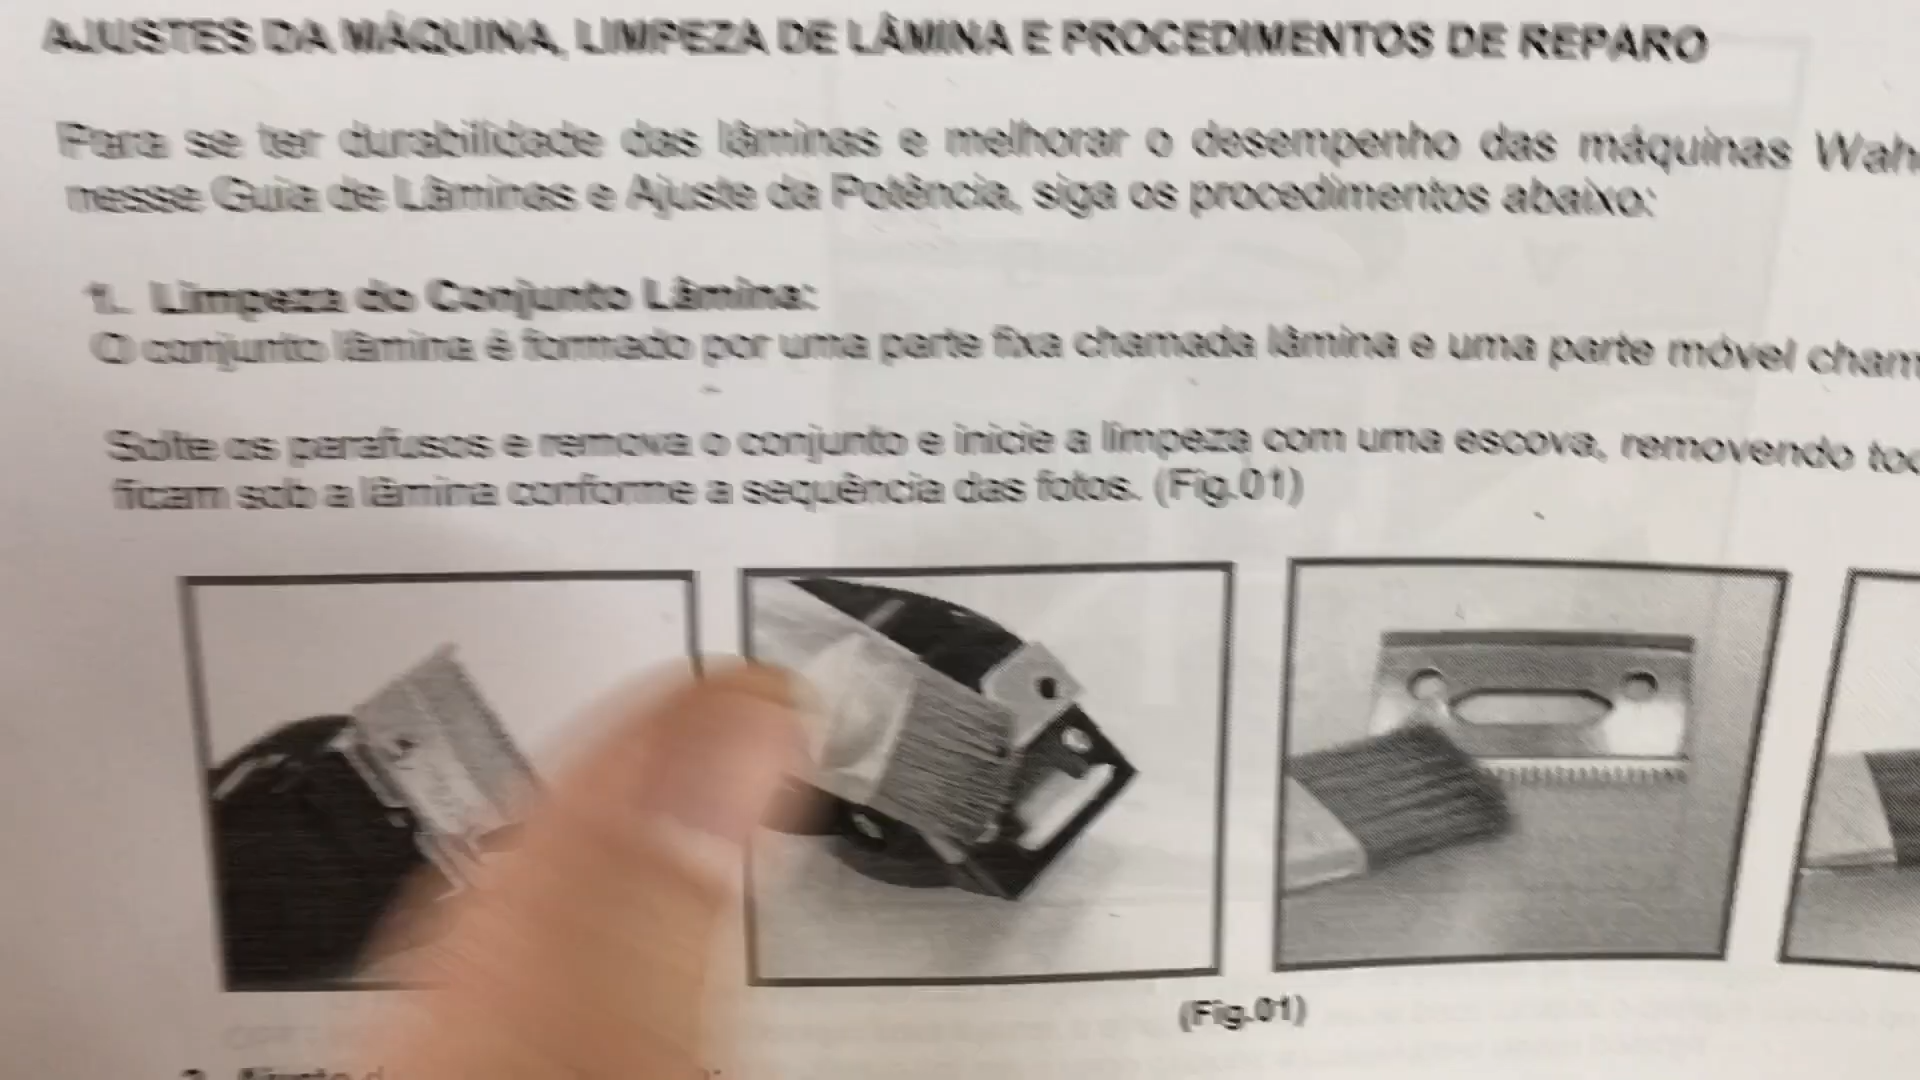 AJUSTES DA MÁQUINA, LIMPEZA DE LÂMINA E PROCEDIMENTOS DE REPARO
Para se ter durabilidade das lâminas e melhorar o desempenho das máquinas Wah
nesse Guia de Lâminas e Ajuste da Potência, siga os procedimentos abaixo:
1. Limpeza do Conjunto Lâmina:
O conjunto lâmina é formado por uma parte fixa chamada lâmina e uma parte móvel cham
Solte os parafusos e remova o conjunto e inicie a limpeza com uma escova, removendo
ficam sob a lâmina conforme a sequência das fotos. (Fig.01)
(Fig.01)